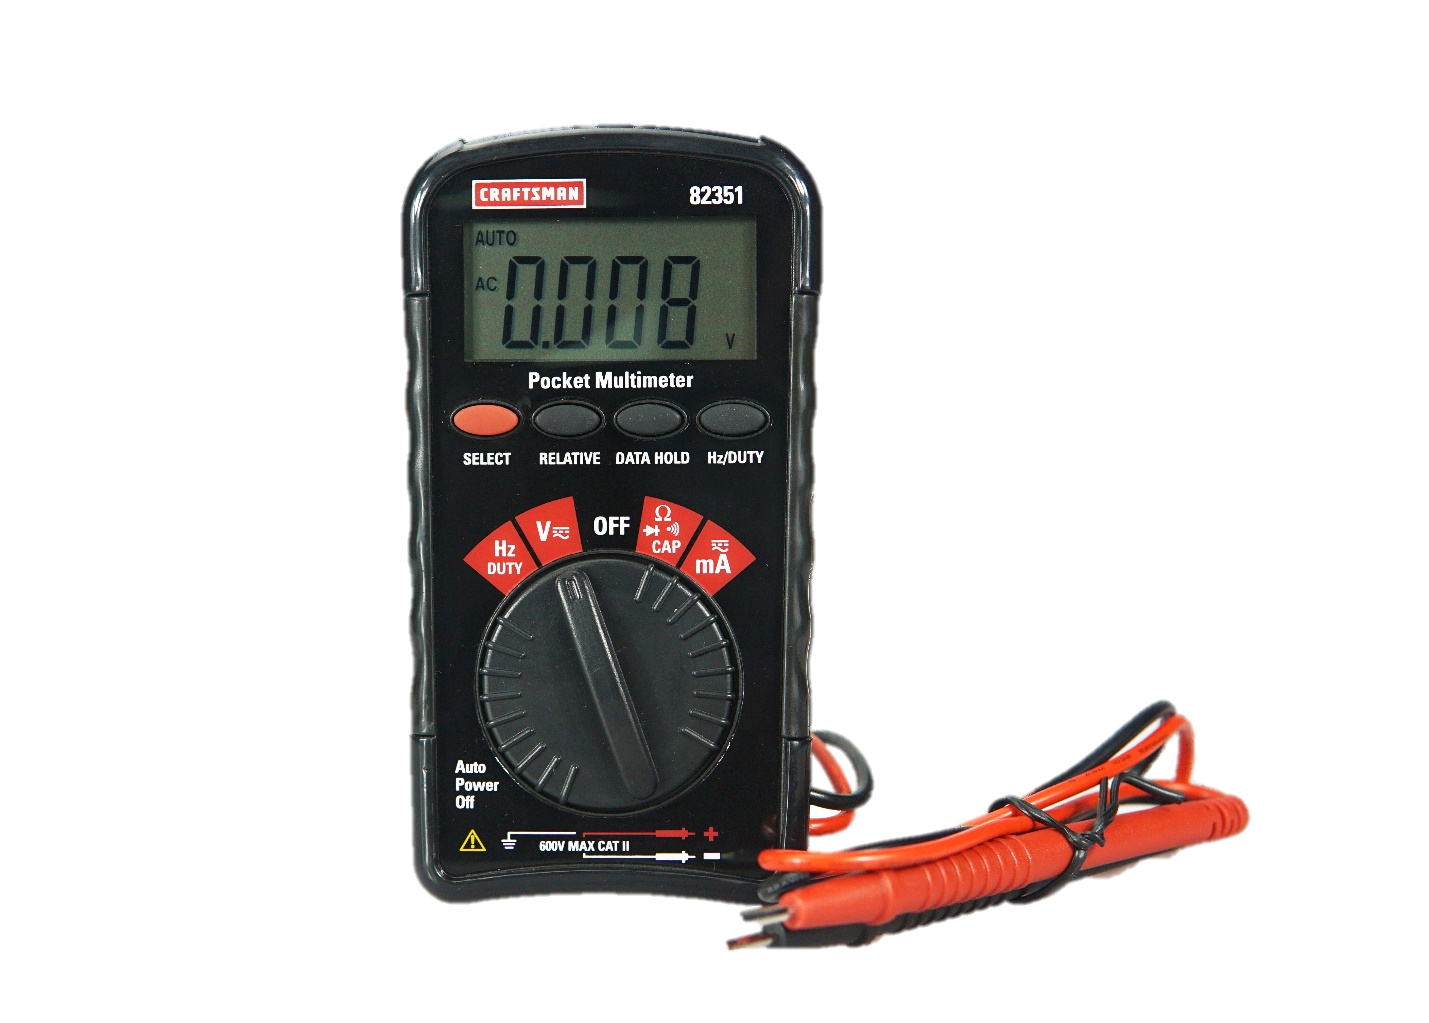 CRAFTSMAN 82351
AUTO
AC 0.008 V
Pocket Multimeter
SELECT RELATIVE DATA HOLD Hz/DUTY
Hz
DUTY
V
OFF
Ω
CAP
mA
Auto
Power
Off
600V MAX CAT II
+
−